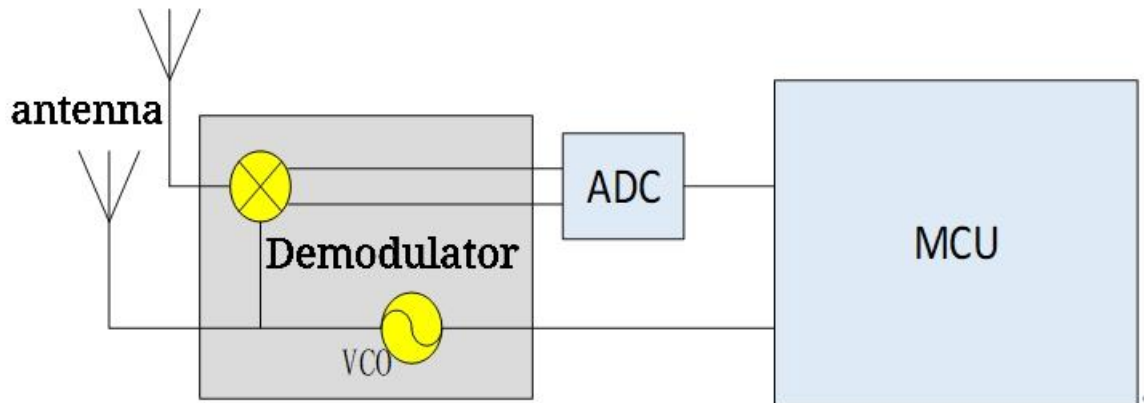 antenna
ADC
MCU
Demodulator
VCO